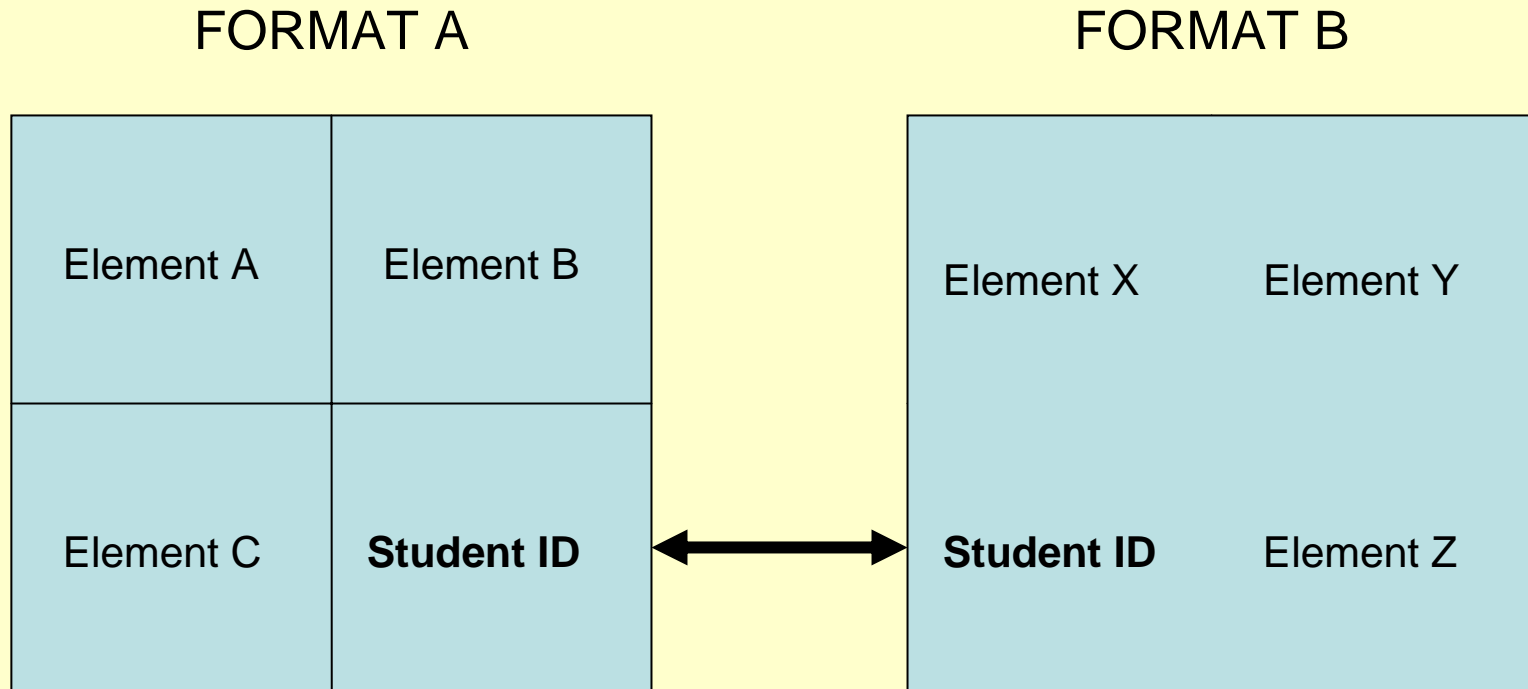 FORMAT A
FORMAT B
Element A
Element B
Element C
Student ID
Element X
Element Y
Student ID
Element Z